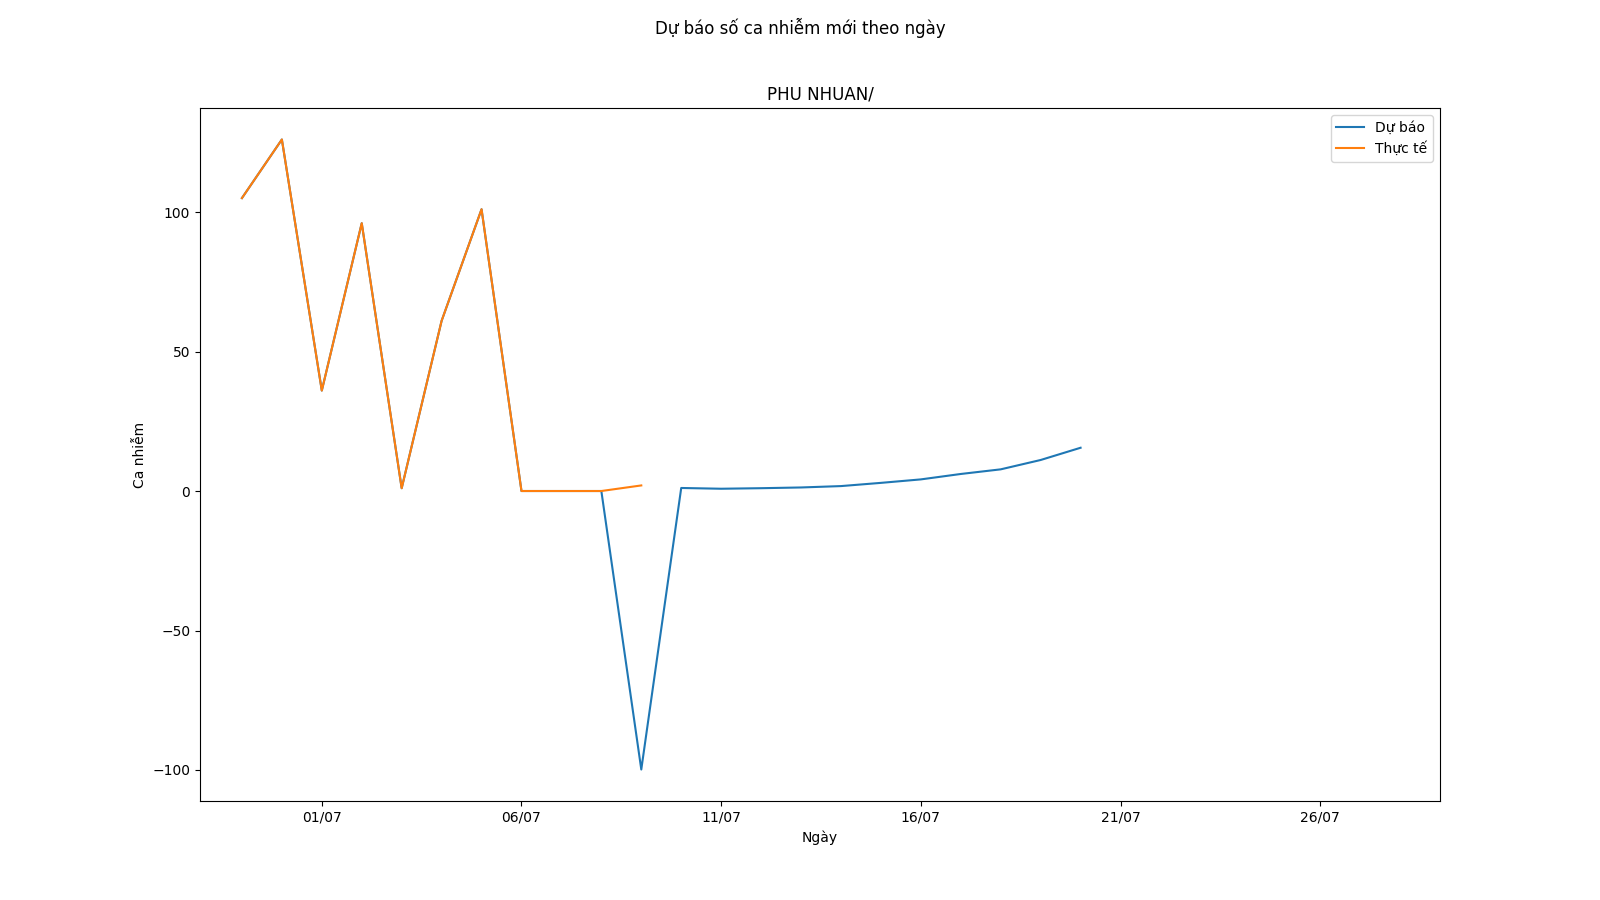 Dự báo số ca nhiễm mới theo ngày
PHU NHUAN/
Dự báo
Thực tế
100
50
0
−50
−100
Ca nhiễm
01/07
06/07
11/07
16/07
21/07
26/07
Ngày